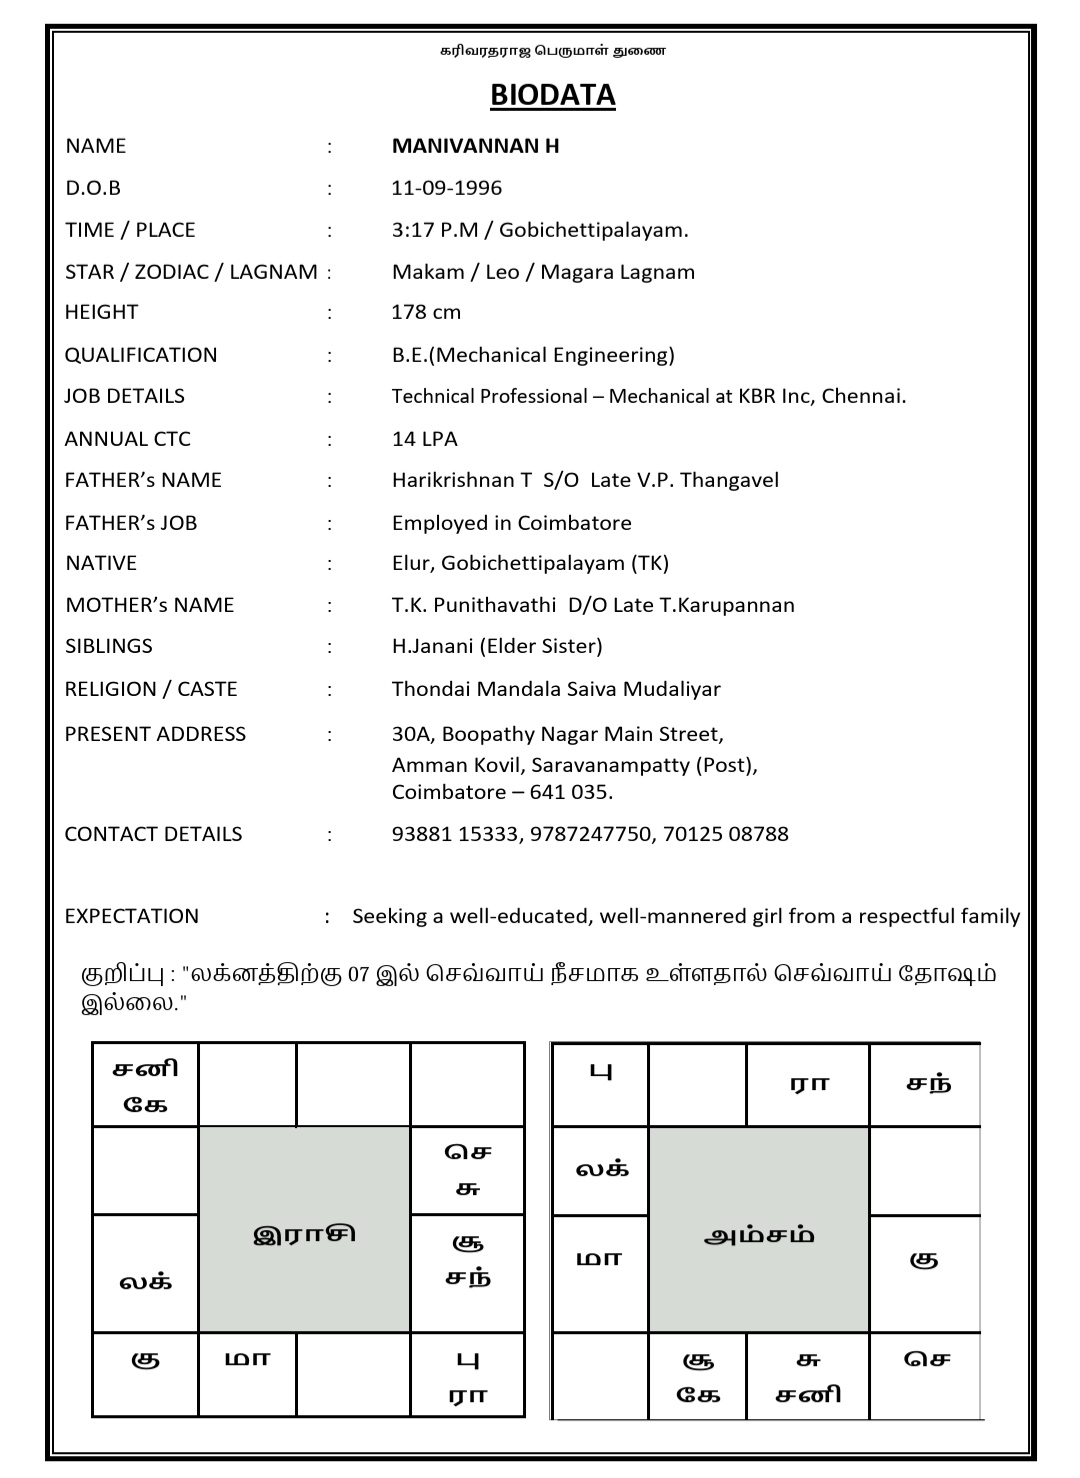 கரிவரதராஜ பெருமாள் துணை
BIODATA
NAME : MANIVANNAN H
D.O.B : 11-09-1996
TIME / PLACE : 3:17 P.M / Gobichettipalayam.
STAR / ZODIAC / LAGNAM : Makam / Leo / Magara Lagnam
HEIGHT : 178 cm
QUALIFICATION : B.E.(Mechanical Engineering)
JOB DETAILS : Technical Professional – Mechanical at KBR Inc, Chennai.
ANNUAL CTC : 14 LPA
FATHER's NAME : Harikrishnan T S/O Late V.P. Thangavel
FATHER's JOB : Employed in Coimbatore
NATIVE : Elur, Gobichettipalayam (TK)
MOTHER's NAME : T.K. Punithavathi D/O Late T.Karupannan
SIBLINGS : H.Janani (Elder Sister)
RELIGION / CASTE : Thondai Mandala Saiva Mudaliyar
PRESENT ADDRESS : 30A, Boopathy Nagar Main Street,
Amman Kovil, Saravanampatty (Post),
Coimbatore – 641 035.
CONTACT DETAILS : 93881 15333, 9787247750, 70125 08788
EXPECTATION : Seeking a well-educated, well-mannered girl from a respectful family
குறிப்பு : "லக்னத்திற்கு 07 இல் செவ்வாய் நீசமாக உள்ளதால் செவ்வாய் தோஷம்
இல்லை."
சனி
கே
செ
சு
இராசி
லக்
சூ
சந்
கு மா பு
ரா
பு ரா சந்
லக்
அம்சம்
மா கு
சூ சு செ
கே சனி